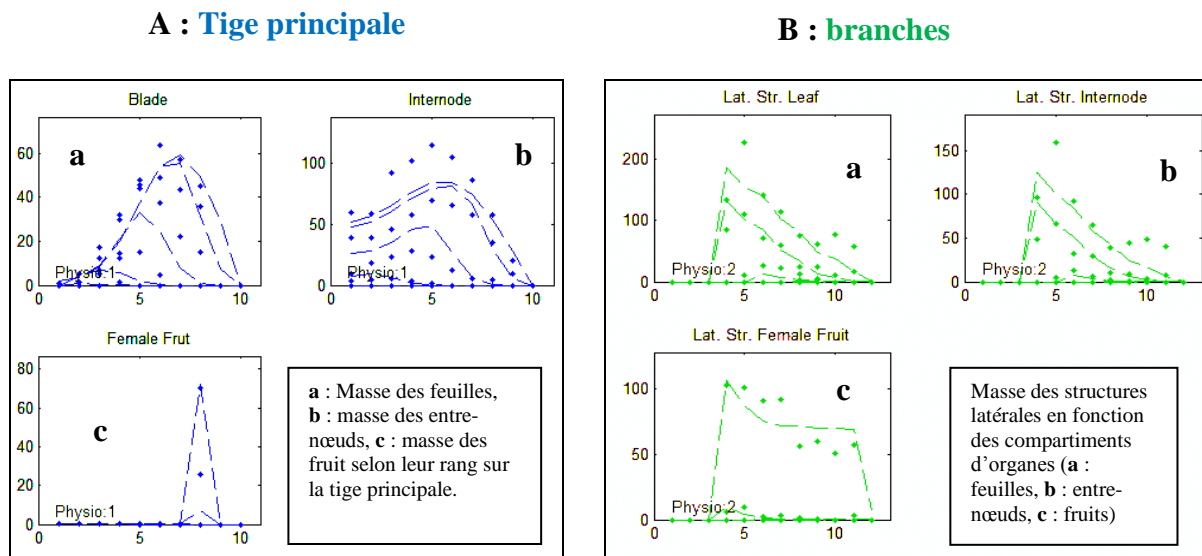 A : Tige principale
B : branches
Blade
a
60
40
20
0
Physio:1
0
5
10
Internode
b
100
50
0
Physio:1
0
5
10
Female Frut
c
80
60
40
20
0
Physio:1
0
5
10
a : Masse des feuilles,
b : masse des entre-
nœuds, c : masse des
fruit selon leur rang sur
la tige principale.
Lat. Str. Leaf
a
200
100
0
Physio:2
0
5
10
Lat. Str. Internode
b
150
100
50
0
Physio:2
0
5
10
Lat. Str. Female Fruit
c
100
50
0
Physio:2
0
5
10
Masse des structures
latérales en fonction
des compartiments
d’organes (a :
feuilles, b : entre-
nœuds, c : fruits)